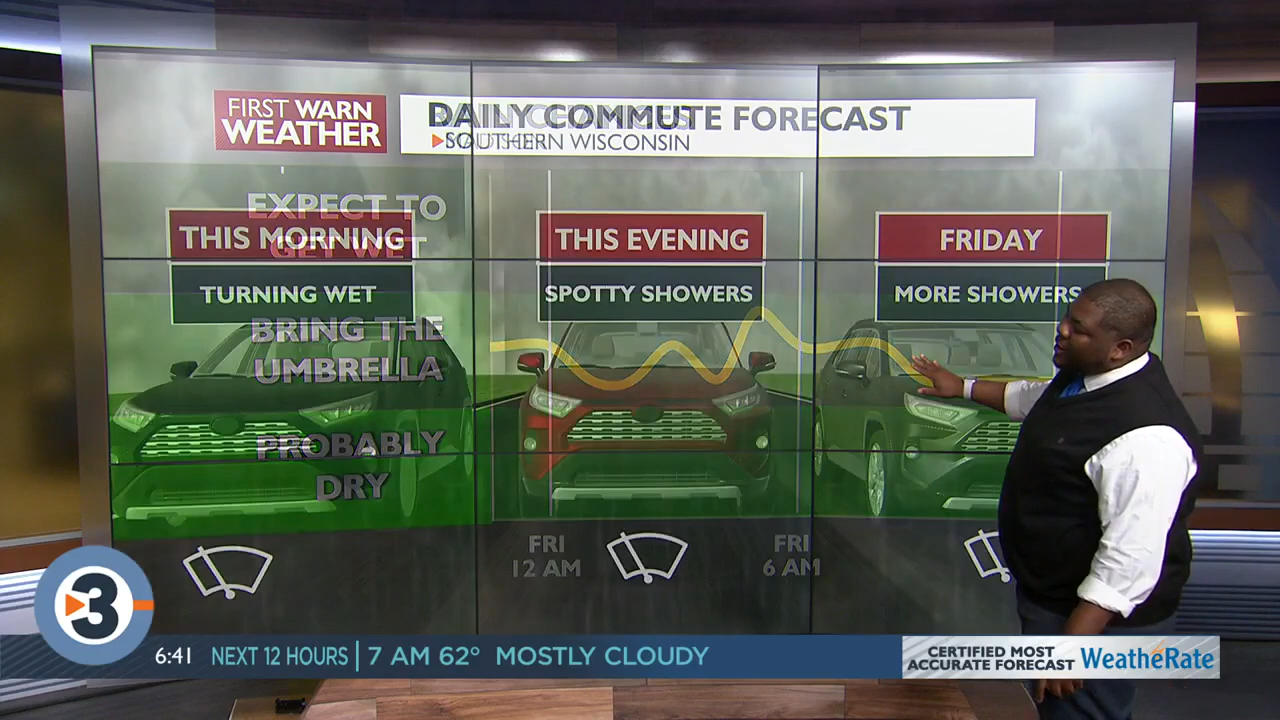 FIRST WARN
WEATHER
DAILY COMMUTE FORECAST
SOUTHERN WISCONSIN
EXPECT TO
GET WET
THIS MORNING
THIS EVENING
FRIDAY
TURNING WET
SPOTTY SHOWERS
MORE SHOWERS
BRING THE
UMBRELLA
PROBABLY
DRY
FRI
12 AM
FRI
6 AM
3
6:41 NEXT 12 HOURS 7 AM 62° MOSTLY CLOUDY
CERTIFIED MOST
ACCURATE FORECAST
WeatheRate